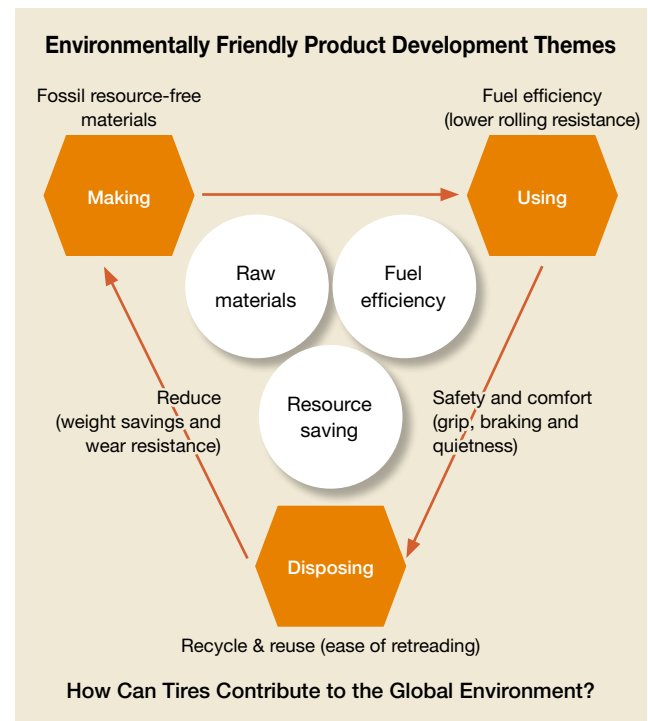 Environmentally Friendly Product Development Themes
Fossil resource-free
materials
Fuel efficiency
(lower rolling resistance)
Making
Using
Raw
materials
Fuel
efficiency
Reduce
(weight savings and
wear resistance)
Resource
saving
Safety and comfort
(grip, braking and
quietness)
Disposing
Recycle & reuse (ease of retreading)
How Can Tires Contribute to the Global Environment?